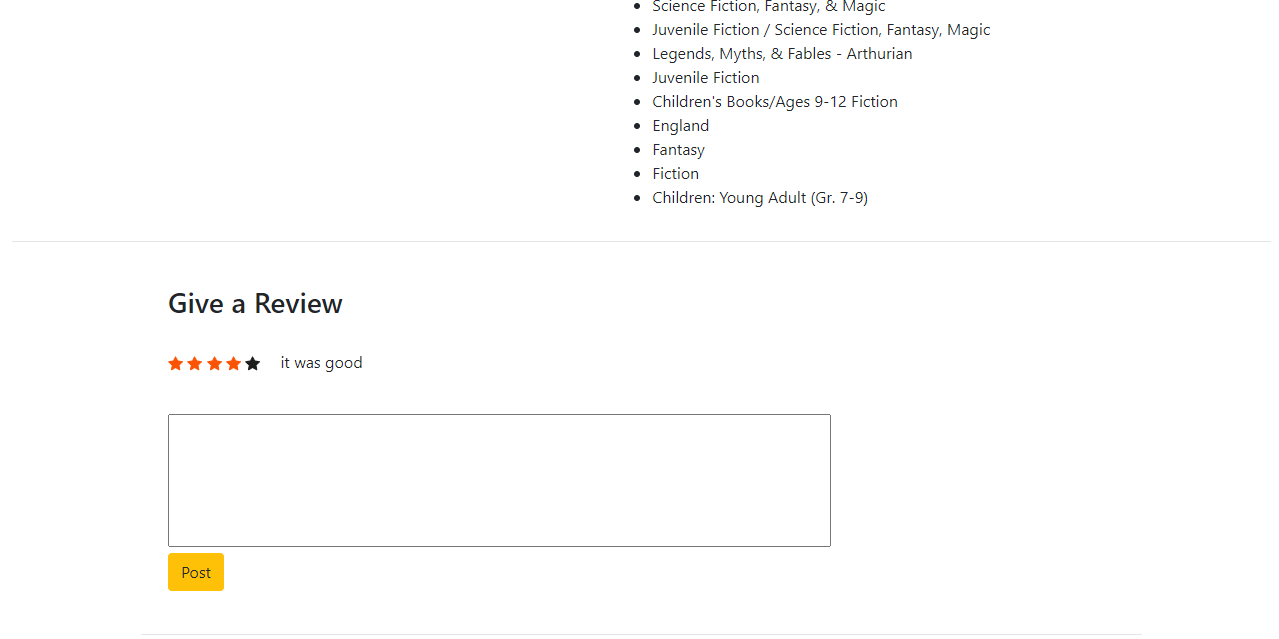 Science Fiction, Fantasy, & Magic
Juvenile Fiction / Science Fiction, Fantasy, Magic
Legends, Myths, & Fables - Arthurian
Juvenile Fiction
Children's Books/Ages 9-12 Fiction
England
Fantasy
Fiction
Children: Young Adult (Gr. 7-9)
Give a Review
it was good
Post